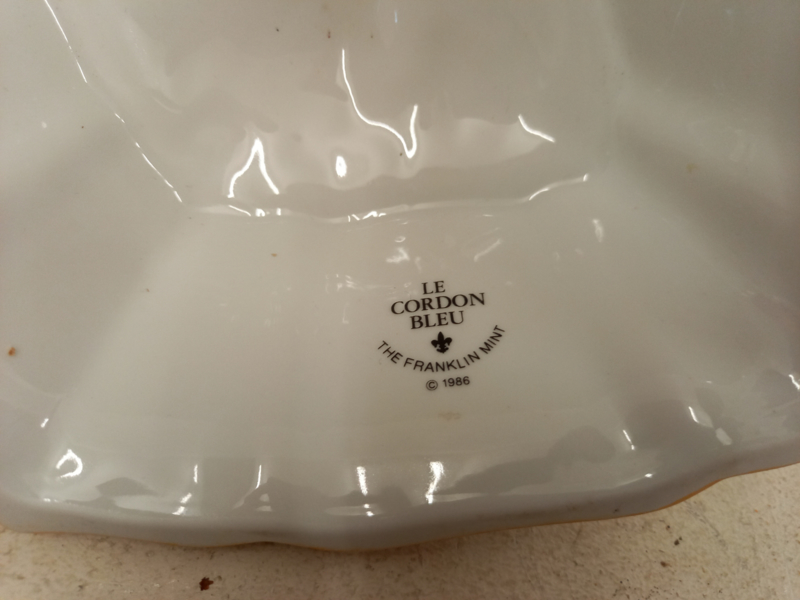 LE
CORDON
BLEU
THE FRANKLIN MINT
© 1986